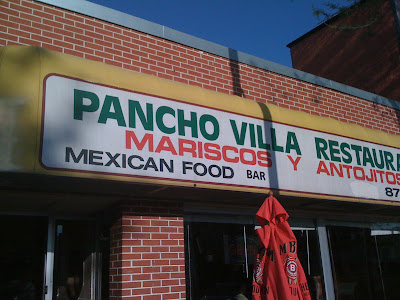 PANCHO VILLA RESTAURA
MARISCOS Y ANTOJITOS
MEXICAN FOOD BAR
87